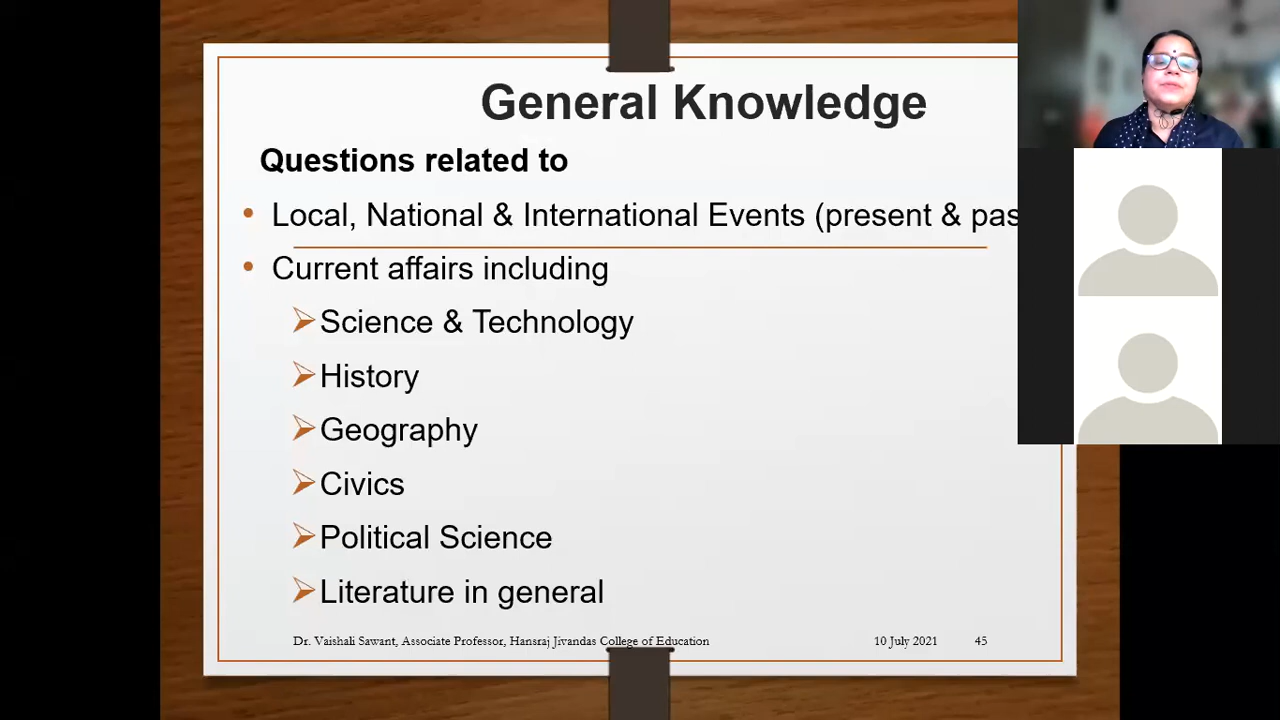 General Knowledge
Questions related to
• Local, National & International Events (present & pas
• Current affairs including
➢Science & Technology
➢History
➢Geography
➢Civics
➢Political Science
➢Literature in general
Dr. Vaishali Sawant, Associate Professor, Hansraj Jivandas College of Education 10 July 2021 45